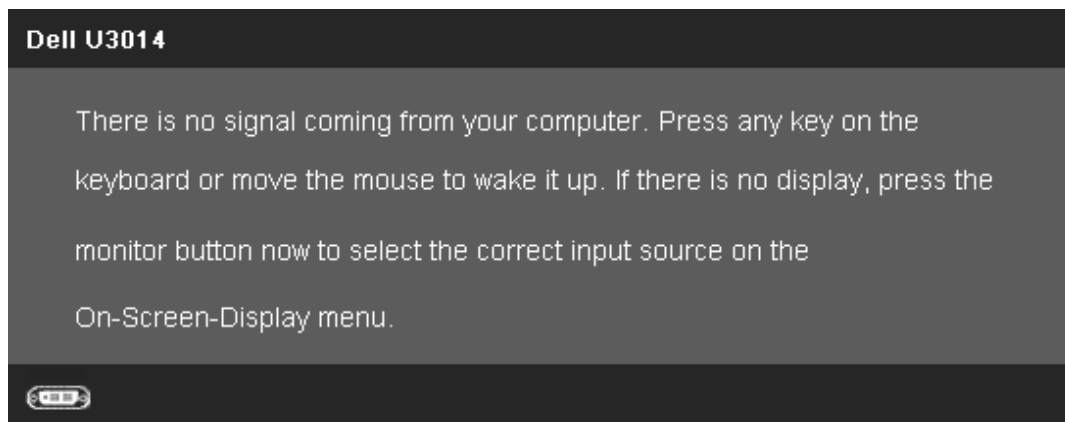 Dell U3014
There is no signal coming from your computer. Press any key on the
keyboard or move the mouse to wake it up. If there is no display, press the
monitor button now to select the correct input source on the
On-Screen-Display menu.